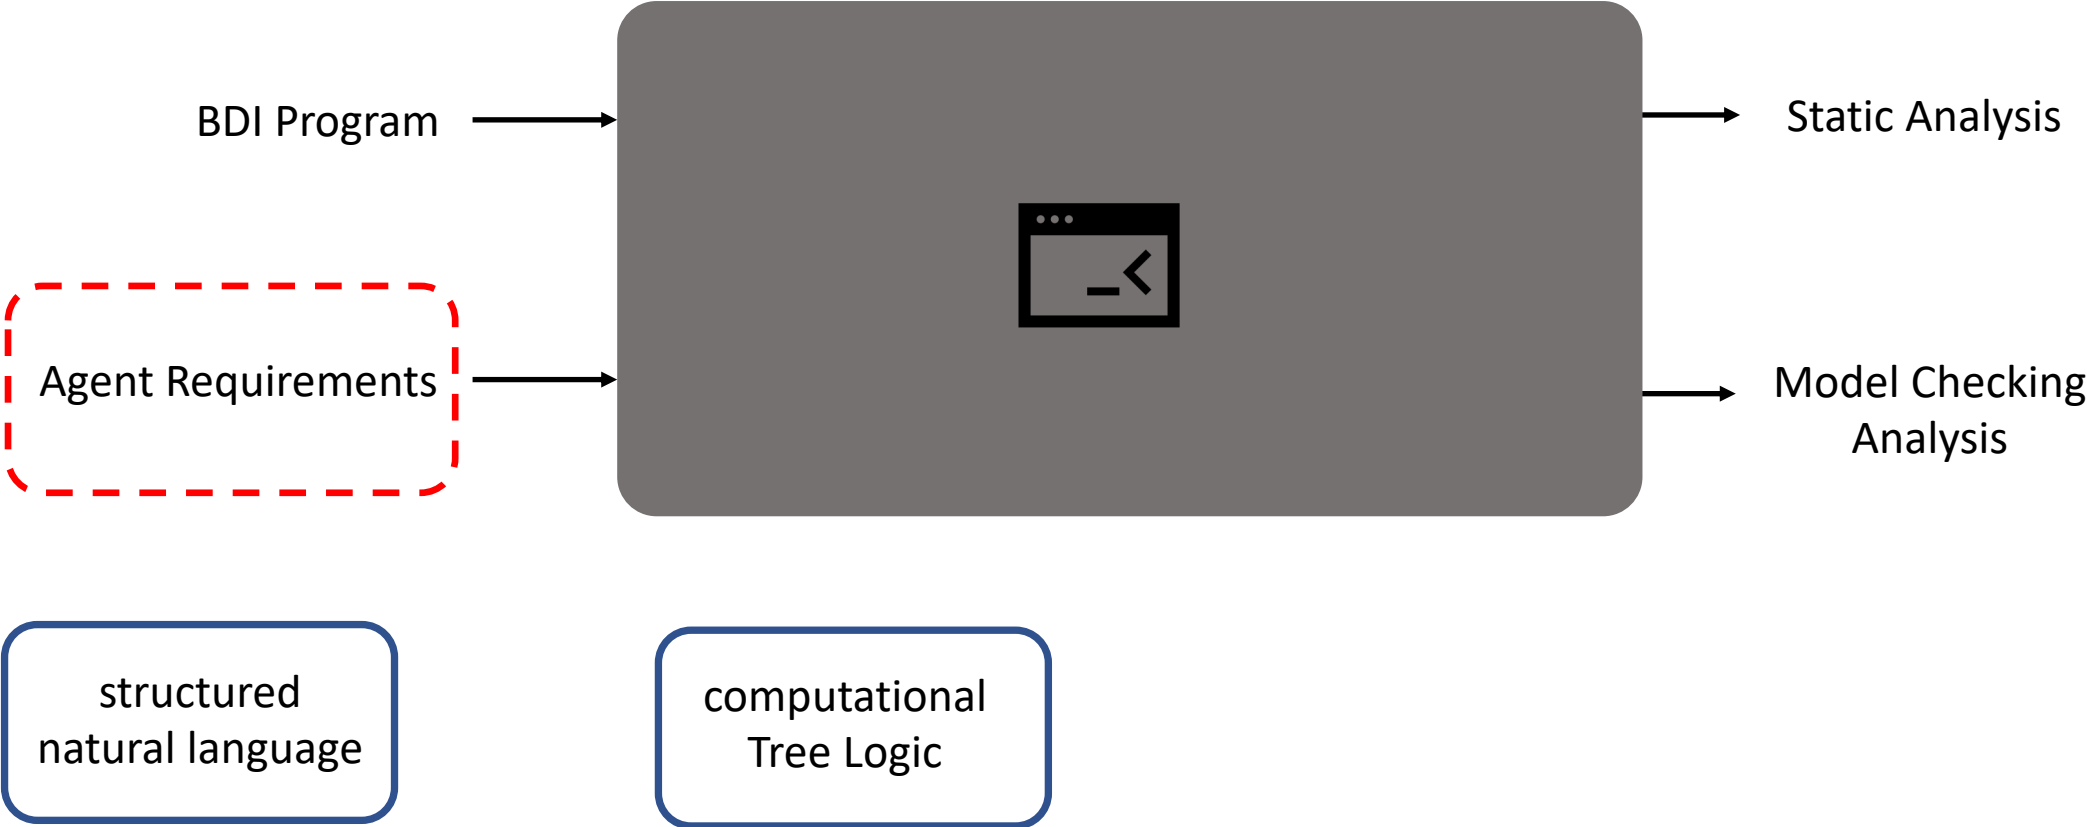 BDI Program
Static Analysis
Agent Requirements
Model Checking
Analysis
structured
natural language
computational
Tree Logic